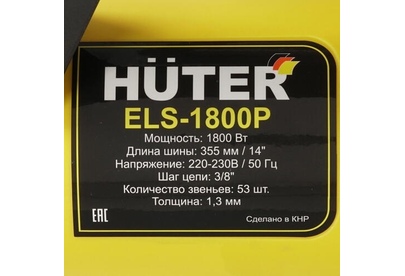 HÜTER
ELS-1800P
Мощность: 1800 Вт
Длина шины: 355 мм / 14"
Напряжение: 220-230В / 50 Гц
Шаг цепи: 3/8"
Количество звеньев: 53 шт.
Толщина: 1,3 мм
EAC
Сделано в КНР